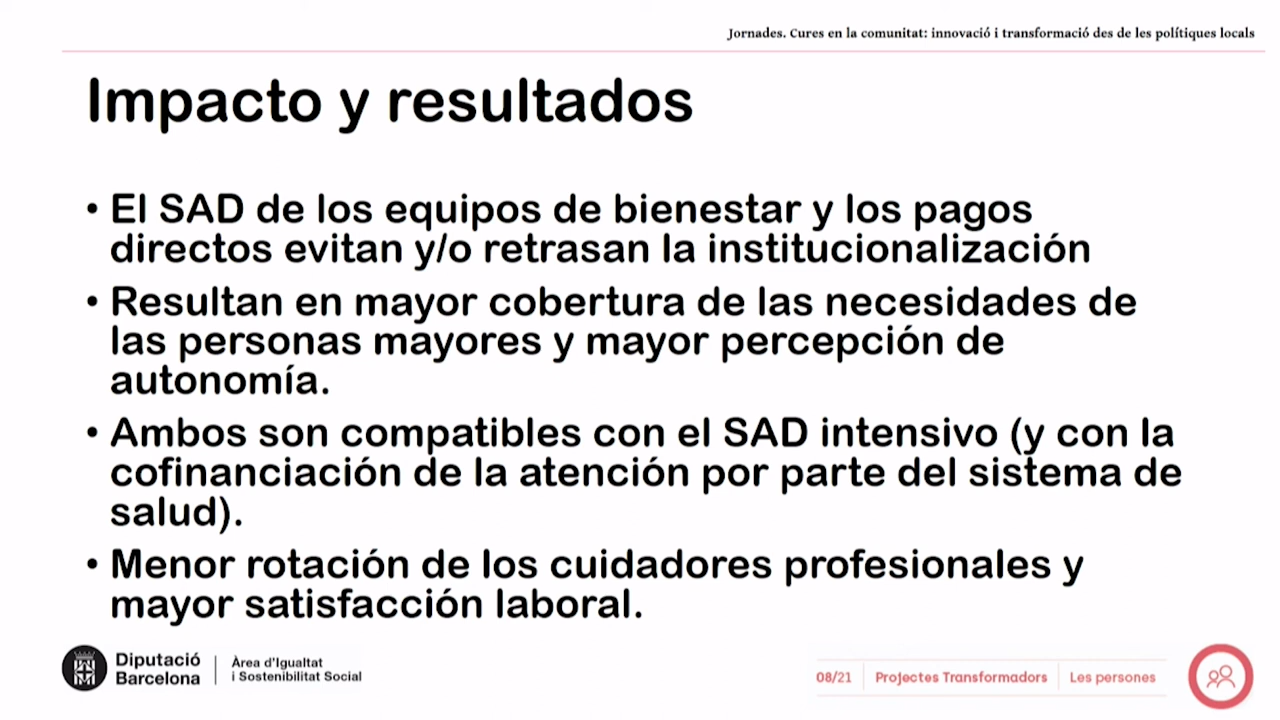 Jornades. Cures en la comunitat: innovació i transformació des de les polítiques locals
Impacto y resultados
• El SAD de los equipos de bienestar y los pagos
directos evitan y/o retrasan la institucionalización
• Resultan en mayor cobertura de las necesidades de
las personas mayores y mayor percepción de
autonomía.
• Ambos son compatibles con el SAD intensivo (y con la
cofinanciación de la atención por parte del sistema de
salud).
• Menor rotación de los cuidadores profesionales y
mayor satisfacción laboral.
Diputació
Barcelona
Àrea d'Igualtat
i Sostenibilitat Social
08/21
Projectes Transformadors
Les persones